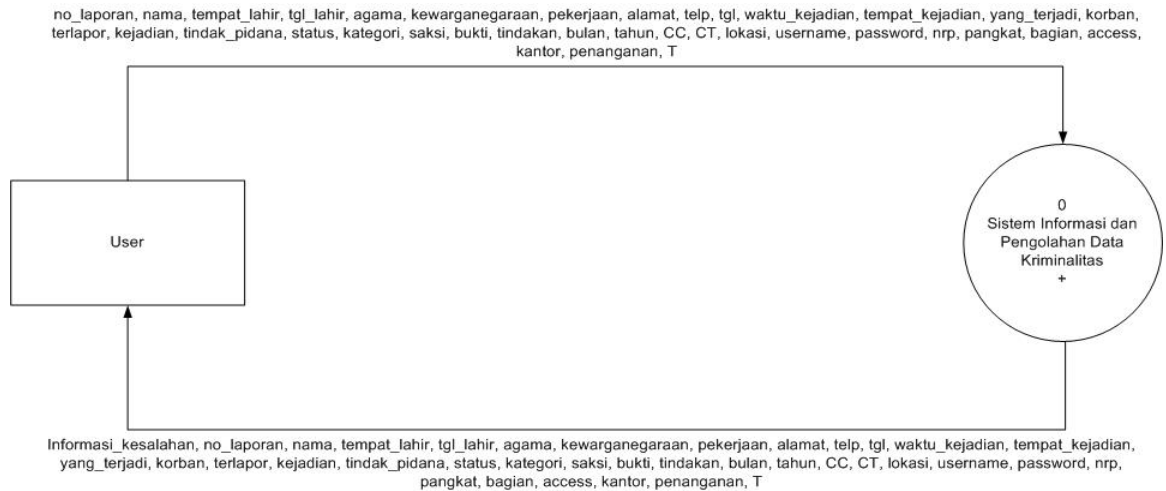 no_laporan, nama, tempat_lahir, tgl_lahir, agama, kewarganegaraan, pekerjaan, alamat, telp, tgl, waktu_kejadian, tempat_kejadian, yang_terjadi, korban,
terlapor, kejadian, tindak_pidana, status, kategori, saksi, bukti, tindakan, bulan, tahun, CC, CT, lokasi, username, password, nrp, pangkat, bagian, access,
kantor, penanganan, T
User
0
Sistem Informasi dan
Pengolahan Data
Kriminalitas
+
Informasi_kesalahan, no_laporan, nama, tempat_lahir, tgl_lahir, agama, kewarganegaraan, pekerjaan, alamat, telp, tgl, waktu_kejadian, tempat_kejadian,
yang_terjadi, korban, terlapor, kejadian, tindak_pidana, status, kategori, saksi, bukti, tindakan, bulan, tahun, CC, CT, lokasi, username, password, nrp,
pangkat, bagian, access, kantor, penanganan, T